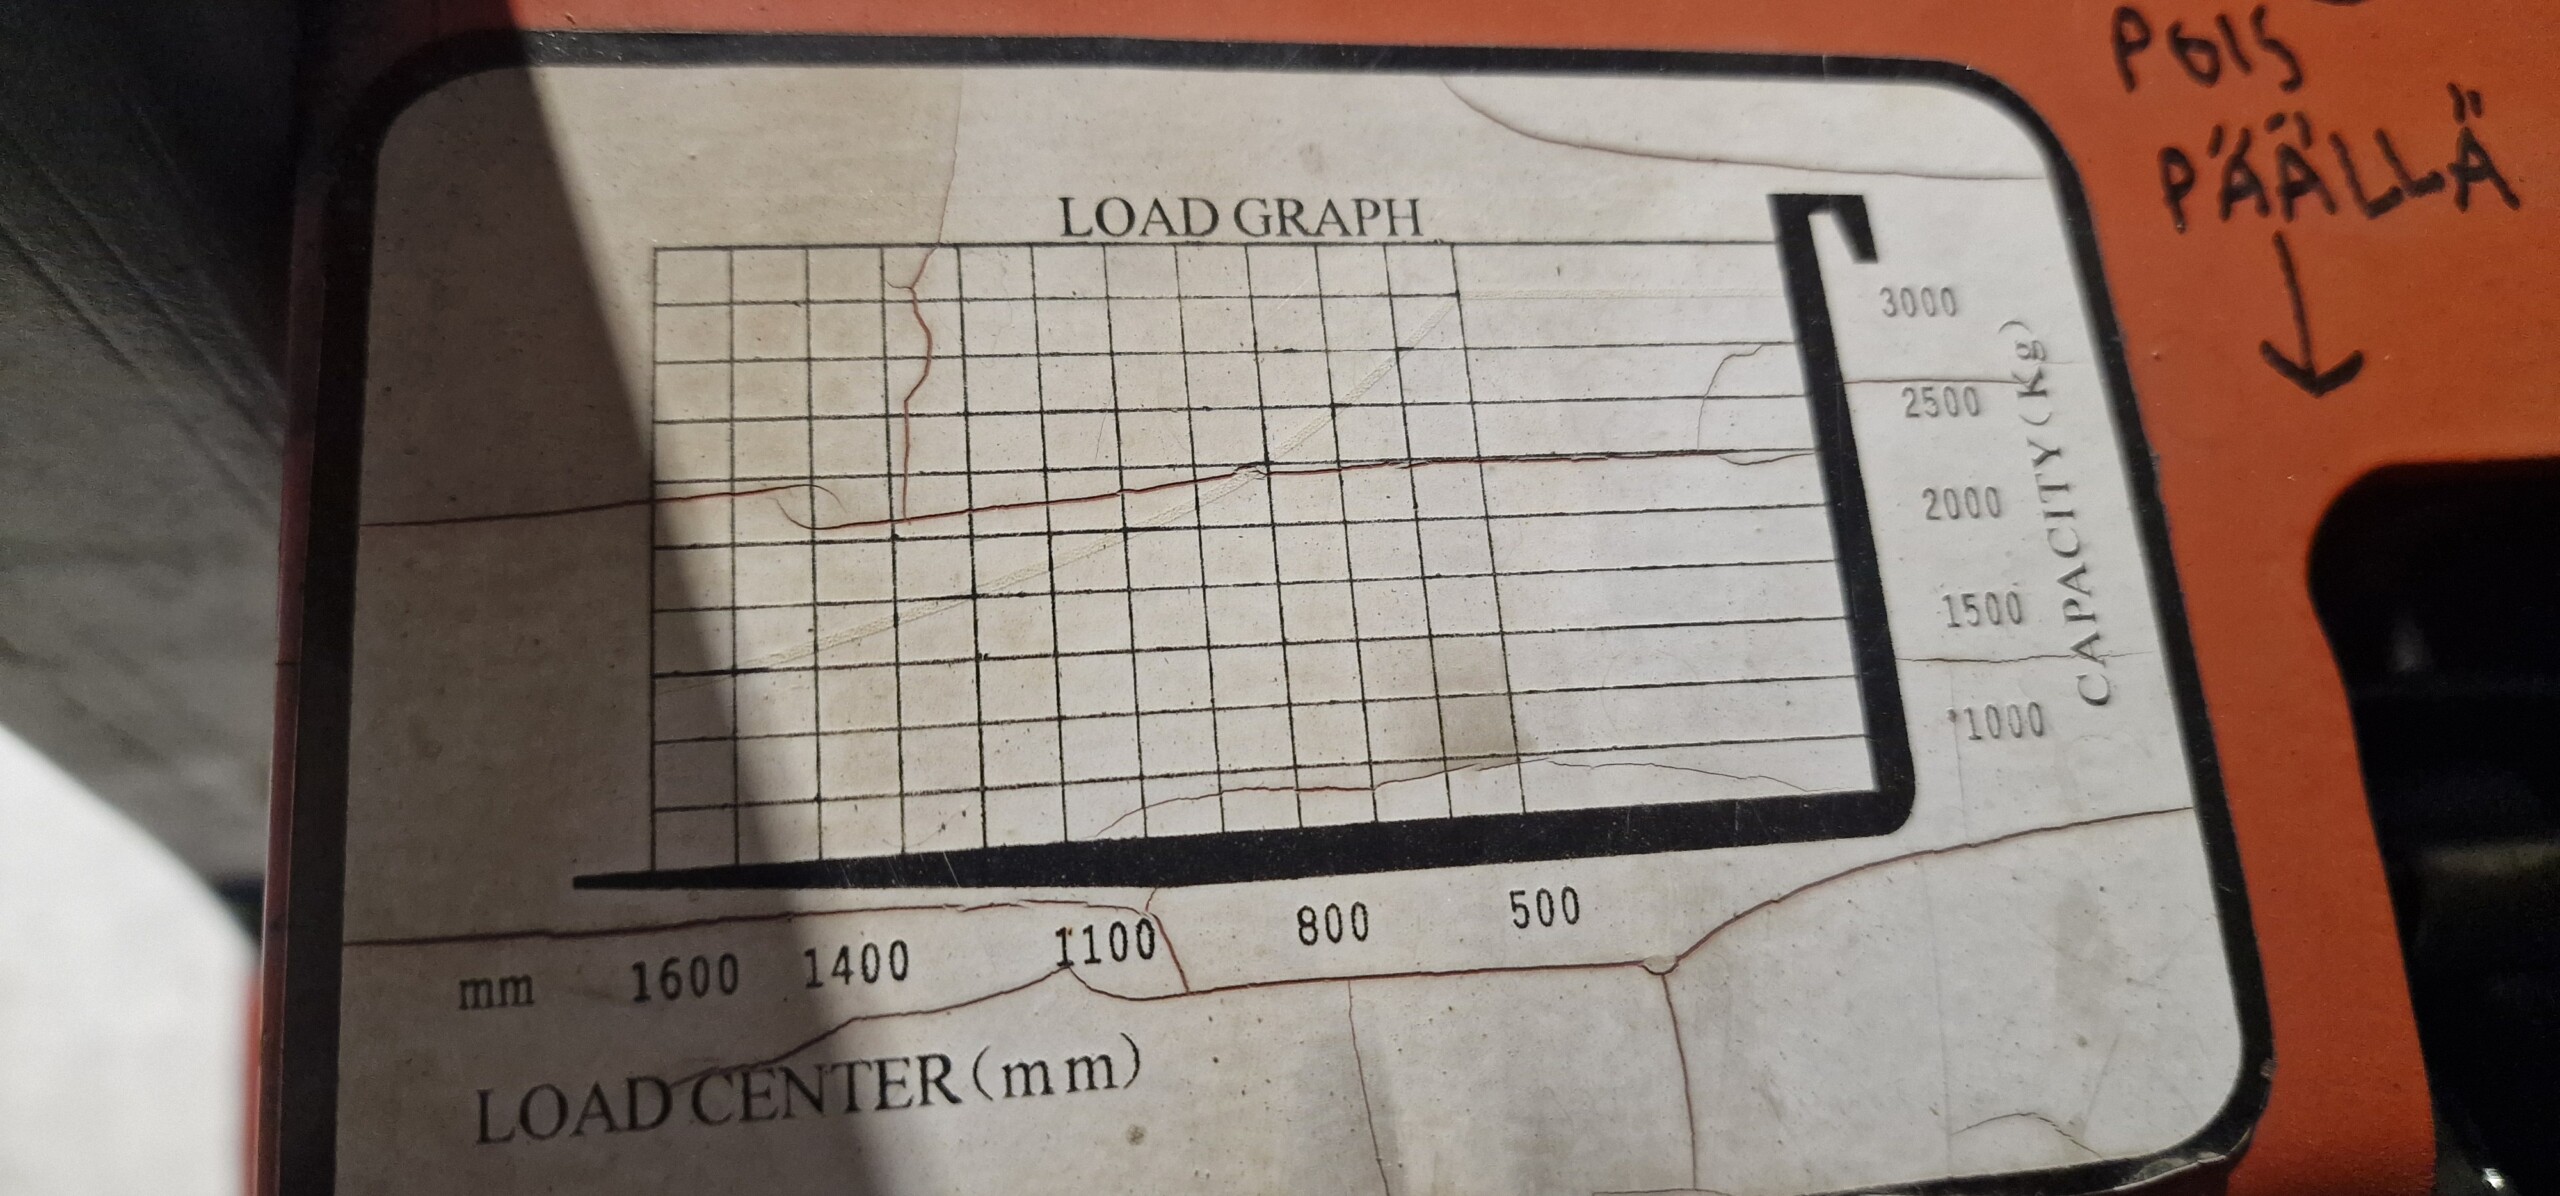 POIS
PÄÄLLÄ
LOAD GRAPH
3000
2500
2000
1500
1000
CAPACITY(Kg)
mm 1600 1400 1100 800 500
LOAD CENTER(mm)